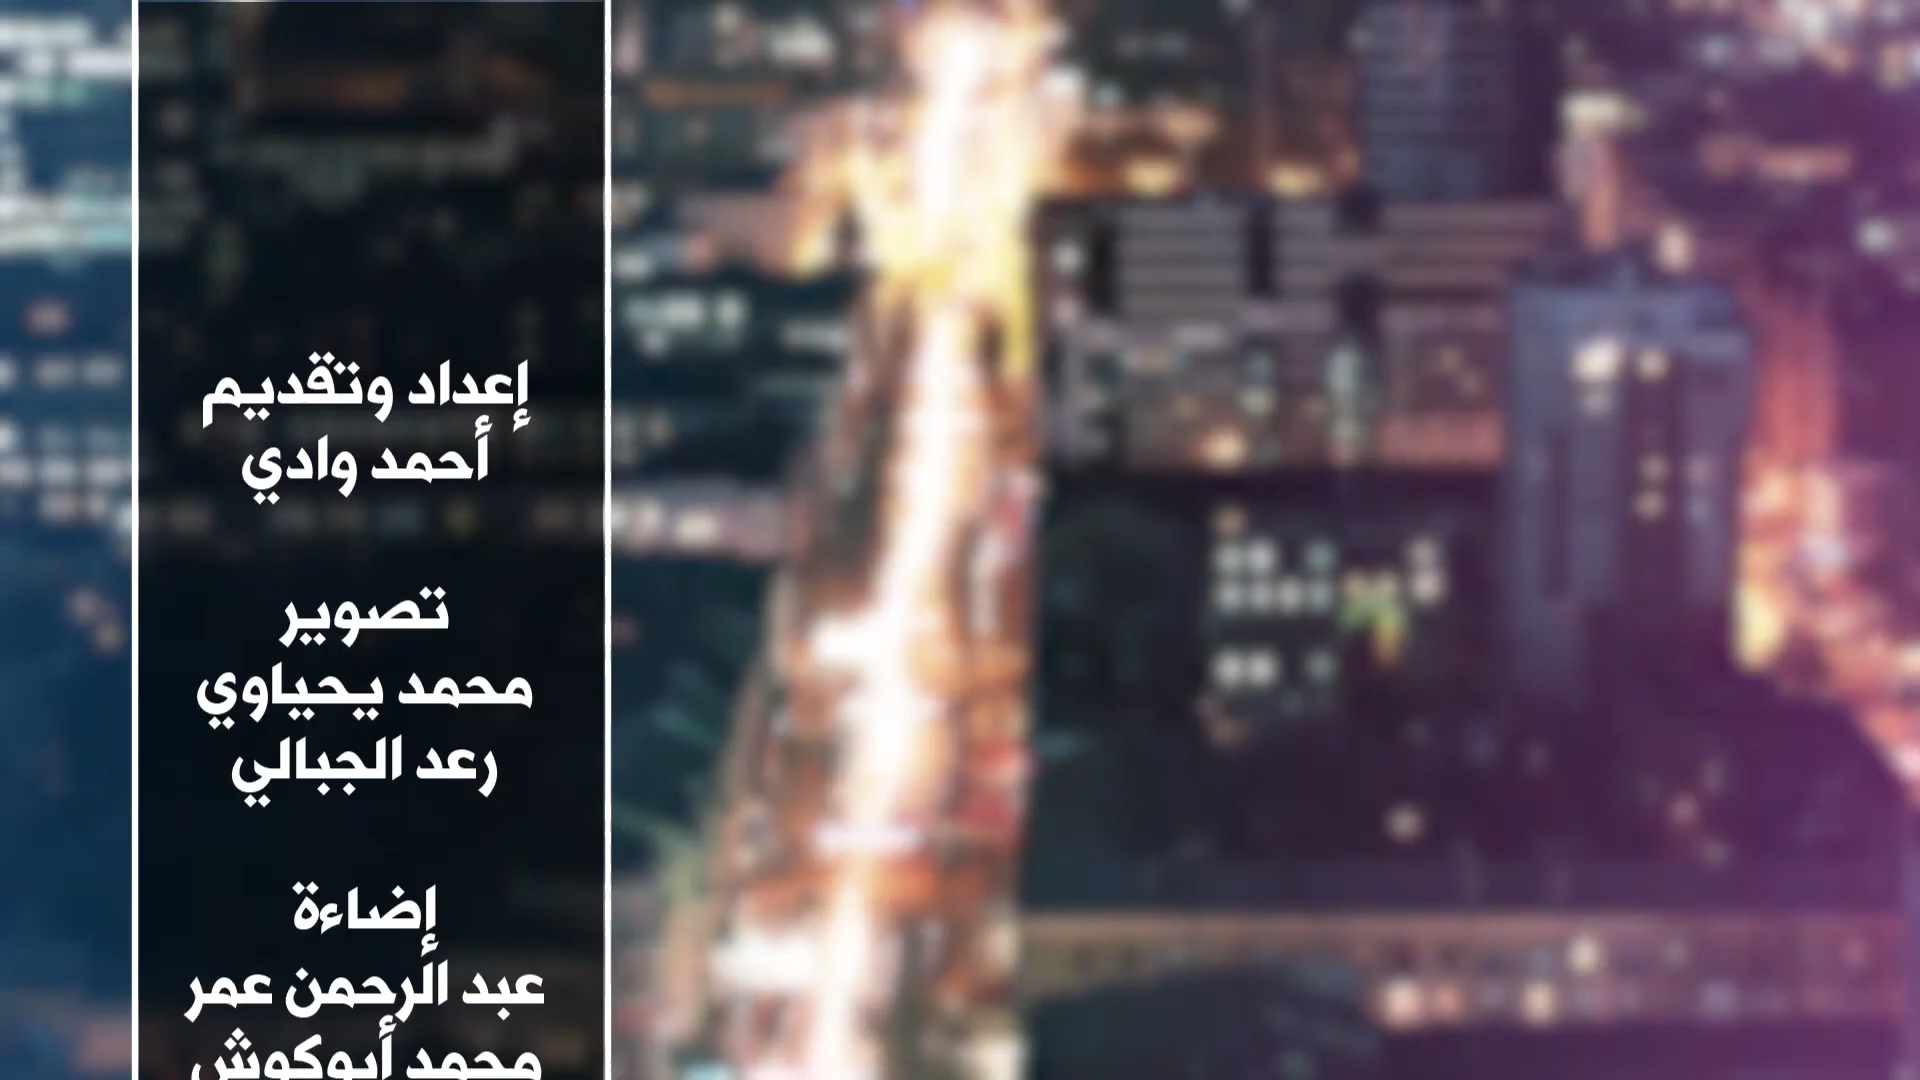 إعداد وتقديم
أحمد وادي
تصوير
محمد يحياوي
رعد الجبالي
إضاءة
عبد الرحمن عمر
محمد أبوكوش